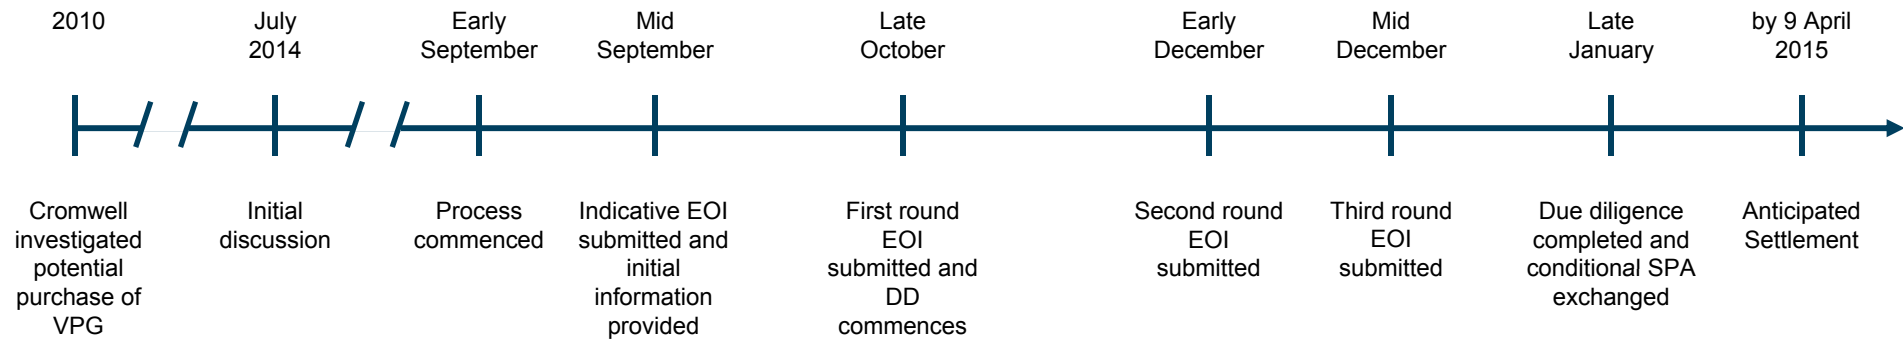 2010
July
2014
Early
September
Mid
September
Late
October
Early
December
Mid
December
Late
January
by 9 April
2015
Cromwell
investigated
potential
purchase of
VPG
Initial
discussion
Process
commenced
Indicative EOI
submitted and
initial
information
provided
First round
EOI
submitted and
DD
commences
Second round
EOI
submitted
Third round
EOI
submitted
Due diligence
completed and
conditional SPA
exchanged
Anticipated
Settlement